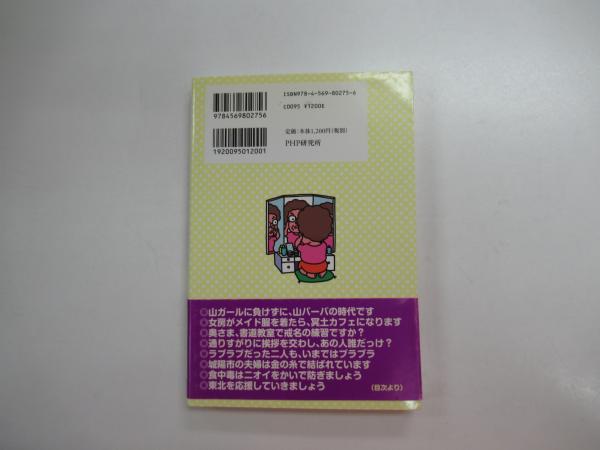 ISBN978-4-569-80275-6
C0095 ¥1200E
9784569802756
定価:本体1,200円(税別)
PHP研究所
1920095012001
○山ガールに負けずに、山バーバの時代です
○女房がメイド服を着たら、冥土カフェになります
○奥さま、書道教室で戒名の練習ですか?
○通りすがりに挨拶を交わし、あの人誰だっけ?
○ラブラブだった二人も、いまではブラブラ
○城陽市の夫婦は金の糸で結ばれています
○食中毒はニオイをかいで防ぎましょう
○東北を応援していきましょう
(目次より)